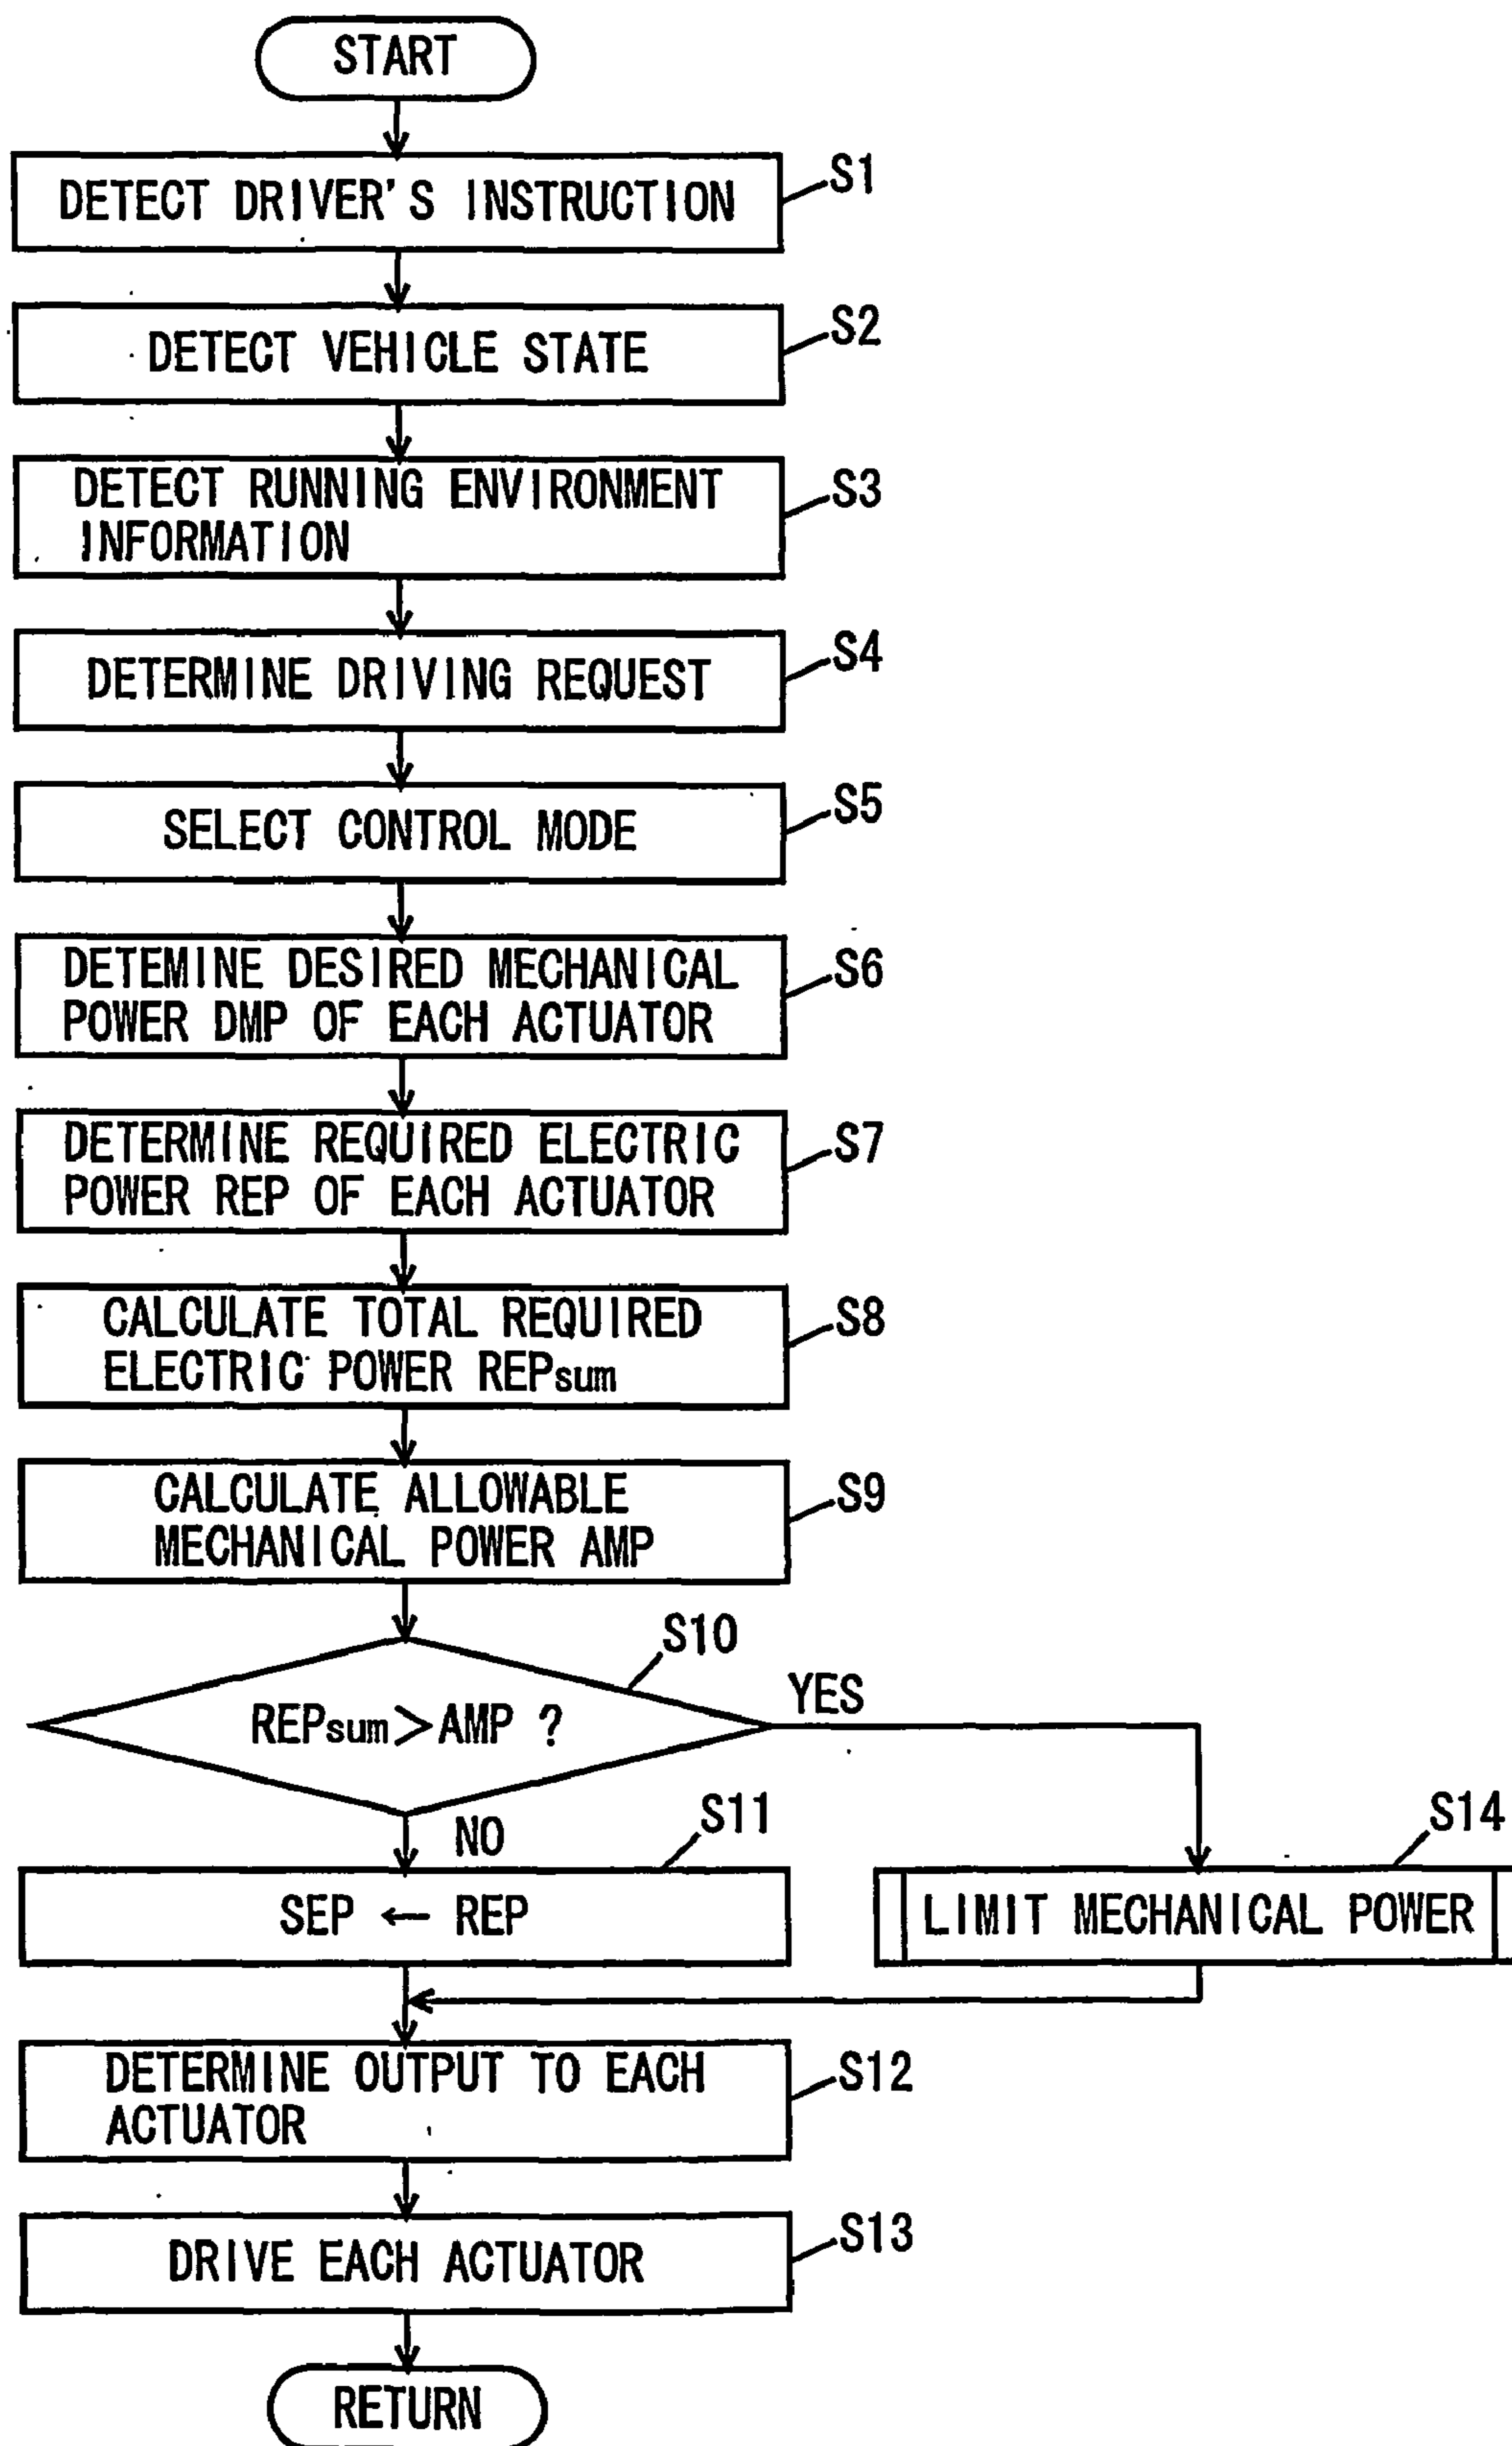 START
DETECT DRIVER'S INSTRUCTION
S1
DETECT VEHICLE STATE
S2
DETECT RUNNING ENVIRONMENT
INFORMATION
S3
DETERMINE DRIVING REQUEST
S4
SELECT CONTROL MODE
S5
DETEMINE DESIRED MECHANICAL
POWER DMP OF EACH ACTUATOR
S6
DETERMINE REQUIRED ELECTRIC
POWER REP OF EACH ACTUATOR
S7
CALCULATE TOTAL REQUIRED
ELECTRIC POWER REPsum
S8
CALCULATE ALLOWABLE
MECHANICAL POWER AMP
S9
S10
REPsum>AMP ?
YES
NO
S11
SEP ← REP
S14
LIMIT MECHANICAL POWER
DETERMINE OUTPUT TO EACH
ACTUATOR
S12
DRIVE EACH ACTUATOR
S13
RETURN